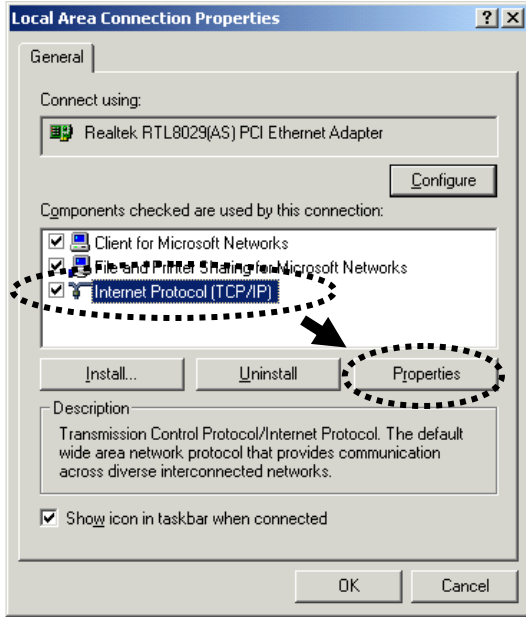 Local Area Connection Properties
General
Connect using:
Realtek RTL8029(AS) PCI Ethernet Adapter
Configure
Components checked are used by this connection:
Client for Microsoft Networks
File and Printer Sharing for Microsoft Networks
Internet Protocol (TCP/IP)
Install... Uninstall Properties
Description
Transmission Control Protocol/Internet Protocol. The default
wide area network protocol that provides communication
across diverse interconnected networks.
Show icon in taskbar when connected
OK Cancel